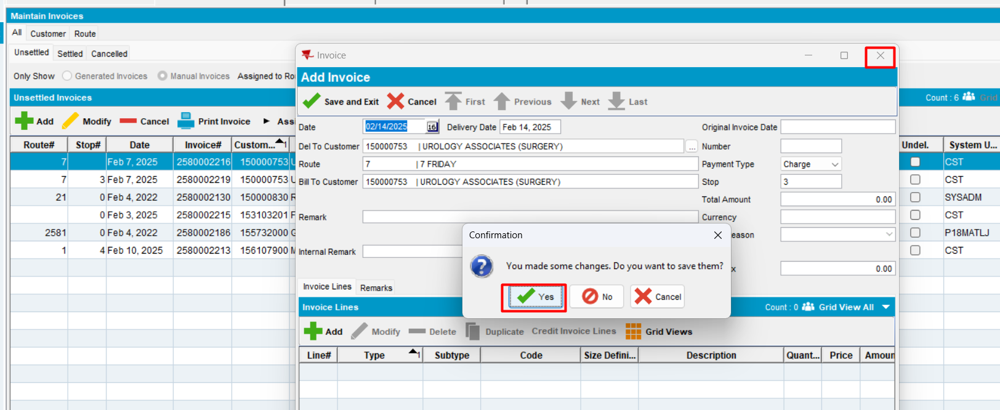 Maintain Invoices
All Customer Route
Unsettled Settled Cancelled
Only Show Generated Invoices Manual Invoices Assigned to Ro
Unsettled Invoices
Add Modify Cancel Print Invoice Ass
Route# Stop# Date Invoice# Custom... 1
7 Feb 7, 2025 2580002216 150000753
7 3 Feb 7, 2025 2580002219 150000753
21 0 Feb 4, 2022 2580002130 150000830
0 Feb 3, 2025 2580002215 153103201
2581 0 Feb 4, 2022 2580002186 155732000
1 4 Feb 10, 2025 2580002213 156107900
Invoice
Add Invoice
Save and Exit Cancel First Previous Next Last
Date 02/14/2025 16 Delivery Date Feb 14, 2025 Original Invoice Date
Del To Customer 150000753 | UROLOGY ASSOCIATES (SURGERY) ... Number
Route 7 | 7 FRIDAY Payment Type Charge
Bill To Customer 150000753 | UROLOGY ASSOCIATES (SURGERY) Stop 3
Total Amount 0.00
Remark Currency
eason
Internal Remark
x 0.00
Confirmation
You made some changes. Do you want to save them?
Yes No Cancel
Invoice Lines Remarks
Invoice Lines Count : 0 Grid View All
Add Modify Delete Duplicate Credit Invoice Lines Grid Views
Line# Type 1 Subtype Code Size Defini... Description Quant... Price Amoun
Count : 6 Grid
Undel. System U...
CST
CST
SYSADM
CST
P18MATLJ
CST